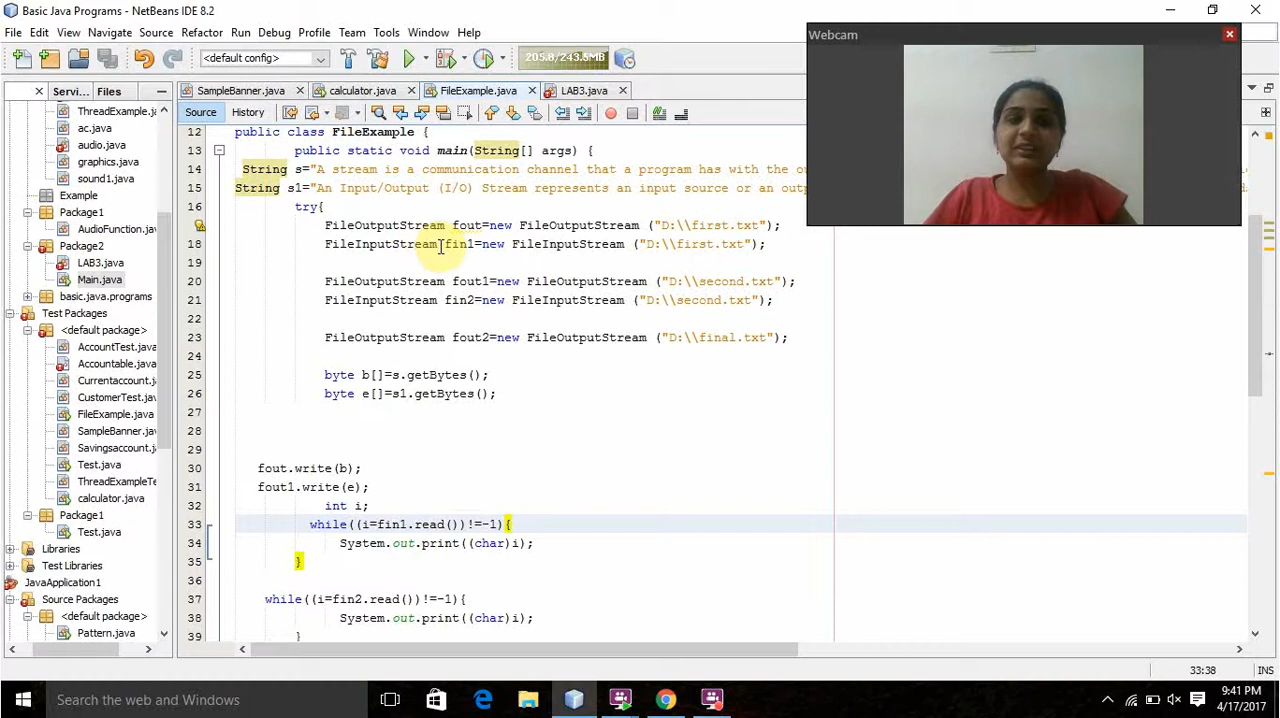 Basic Java Programs - NetBeans IDE 8.2
File Edit View Navigate Source Refactor Run Debug Profile Team Tools Window Help
<default config>
205.0/243.5MB
Webcam
Servi... Files
SampleBanner.java calculator.java FileExample.java LAB3.java
Source History
ThreadExample.ja
ac.java
audio.java
graphics.java
sound1.java
Example
Package1
AudioFunction.ja
Package2
LAB3.java
Main.java
basic.java.programs
Test Packages
<default package>
AccountTest.java
Accountable.java
Currentaccount.j
CustomerTest.jav
FileExample.java
SampleBanner.ja
Savingsaccount.j
Test.java
ThreadExampleTe
calculator.java
Package1
Test.java
Libraries
Test Libraries
JavaApplication1
Source Packages
<default package>
Pattern.java
12 public class FileExample {
13 public static void main(String[] args) {
14 String s="A stream is a communication channel that a program has with the ou
15 String s1="An Input/Output (I/O) Stream represents an input source or an outp
16 try{
FileOutputStream fout=new FileOutputStream ("D:\\first.txt");
18 FileInputStream fin1=new FileInputStream ("D:\\first.txt");
19
20 FileOutputStream fout1=new FileOutputStream ("D:\\second.txt");
21 FileInputStream fin2=new FileInputStream ("D:\\second.txt");
22
23 FileOutputStream fout2=new FileOutputStream ("D:\\final.txt");
24
25 byte b[]=s.getBytes();
26 byte e[]=s1.getBytes();
27
28
29
30 fout.write(b);
31 fout1.write(e);
32 int i;
33 while((i=fin1.read())!=-1){
34 System.out.print((char)i);
35 }
36
37 while((i=fin2.read())!=-1){
38 System.out.print((char)i);
39 }
33:38 INS
Search the web and Windows
9:41 PM
4/17/2017